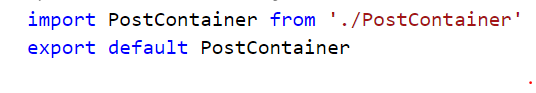 import PostContainer from './PostContainer'
export default PostContainer